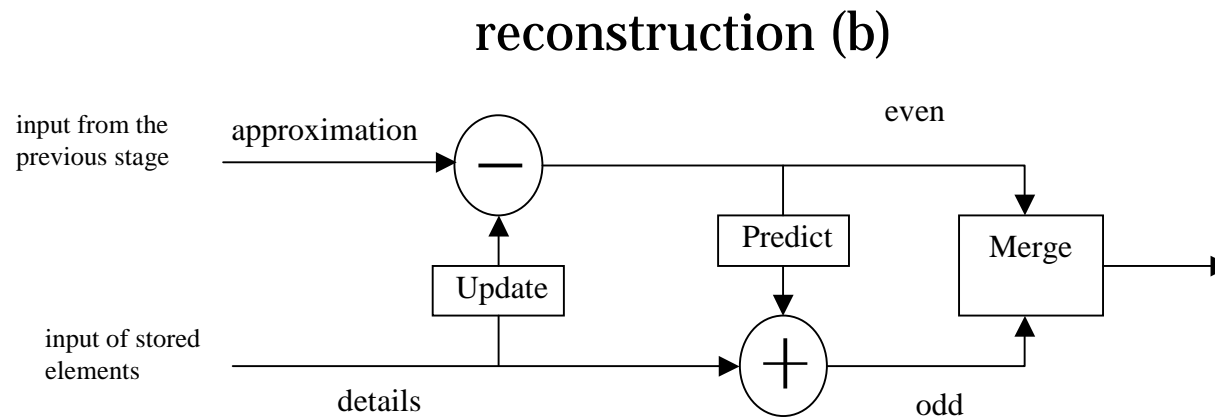 reconstruction (b)
input from the
previous stage
approximation
even
−
Predict
Merge
Update
input of stored
elements
details
+
odd